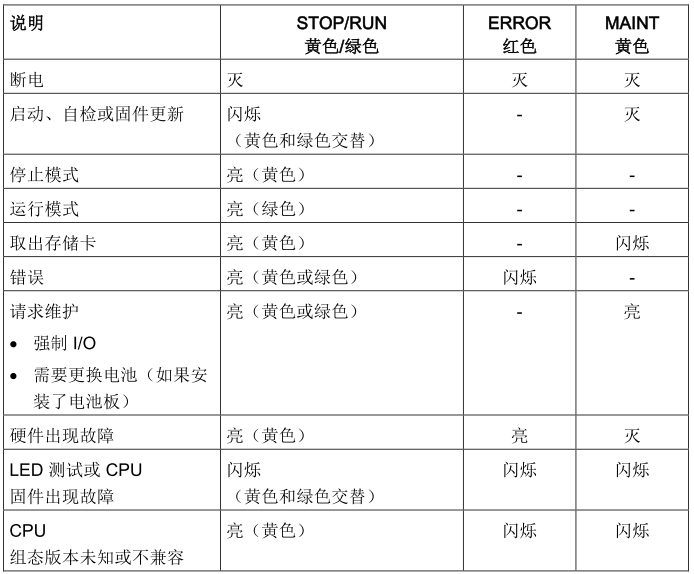 说明 STOP/RUN ERROR MAINT
黄色/绿色 红色 黄色
断电 灭 灭 灭
启动、自检或固件更新 闪烁 - 灭
（黄色和绿色交替）
停止模式 亮（黄色） - -
运行模式 亮（绿色） - -
取出存储卡 亮（黄色） - 闪烁
错误 亮（黄色或绿色） 闪烁 -
请求维护 亮（黄色或绿色） - 亮
• 强制 I/O
• 需要更换电池（如果安
装了电池板）
硬件出现故障 亮（黄色） 亮 灭
LED 测试或 CPU 闪烁 闪烁 闪烁
固件出现故障 （黄色和绿色交替）
CPU 亮（黄色） 闪烁 闪烁
组态版本未知或不兼容